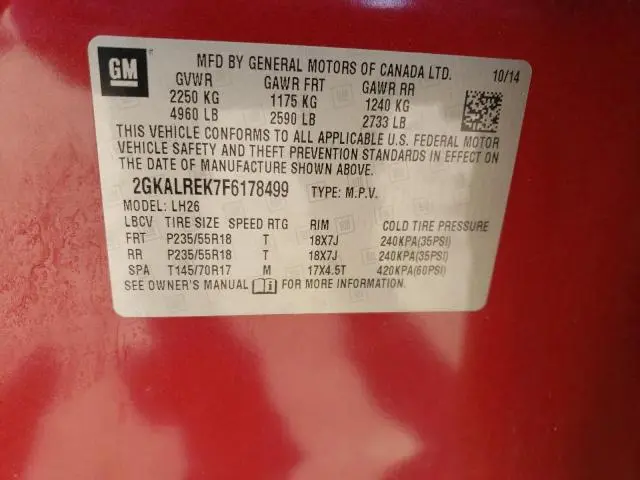 GM
MFD BY GENERAL MOTORS OF CANADA LTD. 10/14
GVWR GAWR FRT GAWR RR
2250 KG 1175 KG 1240 KG
4960 LB 2590 LB 2733 LB
THIS VEHICLE CONFORMS TO ALL APPLICABLE U.S. FEDERAL MOTOR
VEHICLE SAFETY AND THEFT PREVENTION STANDARDS IN EFFECT ON
THE DATE OF MANUFACTURE SHOWN ABOVE.
2GKALREK7F6178499 TYPE: M.P.V.
MODEL: LH26
LBCV TIRE SIZE SPEED RTG RIM COLD TIRE PRESSURE
FRT P235/55R18 T 18X7J 240KPA(35PSI)
RR P235/55R18 T 18X7J 240KPA(35PSI)
SPA T145/70R17 M 17X4.5T 420KPA(60PSI)
SEE OWNER'S MANUAL FOR MORE INFORMATION.